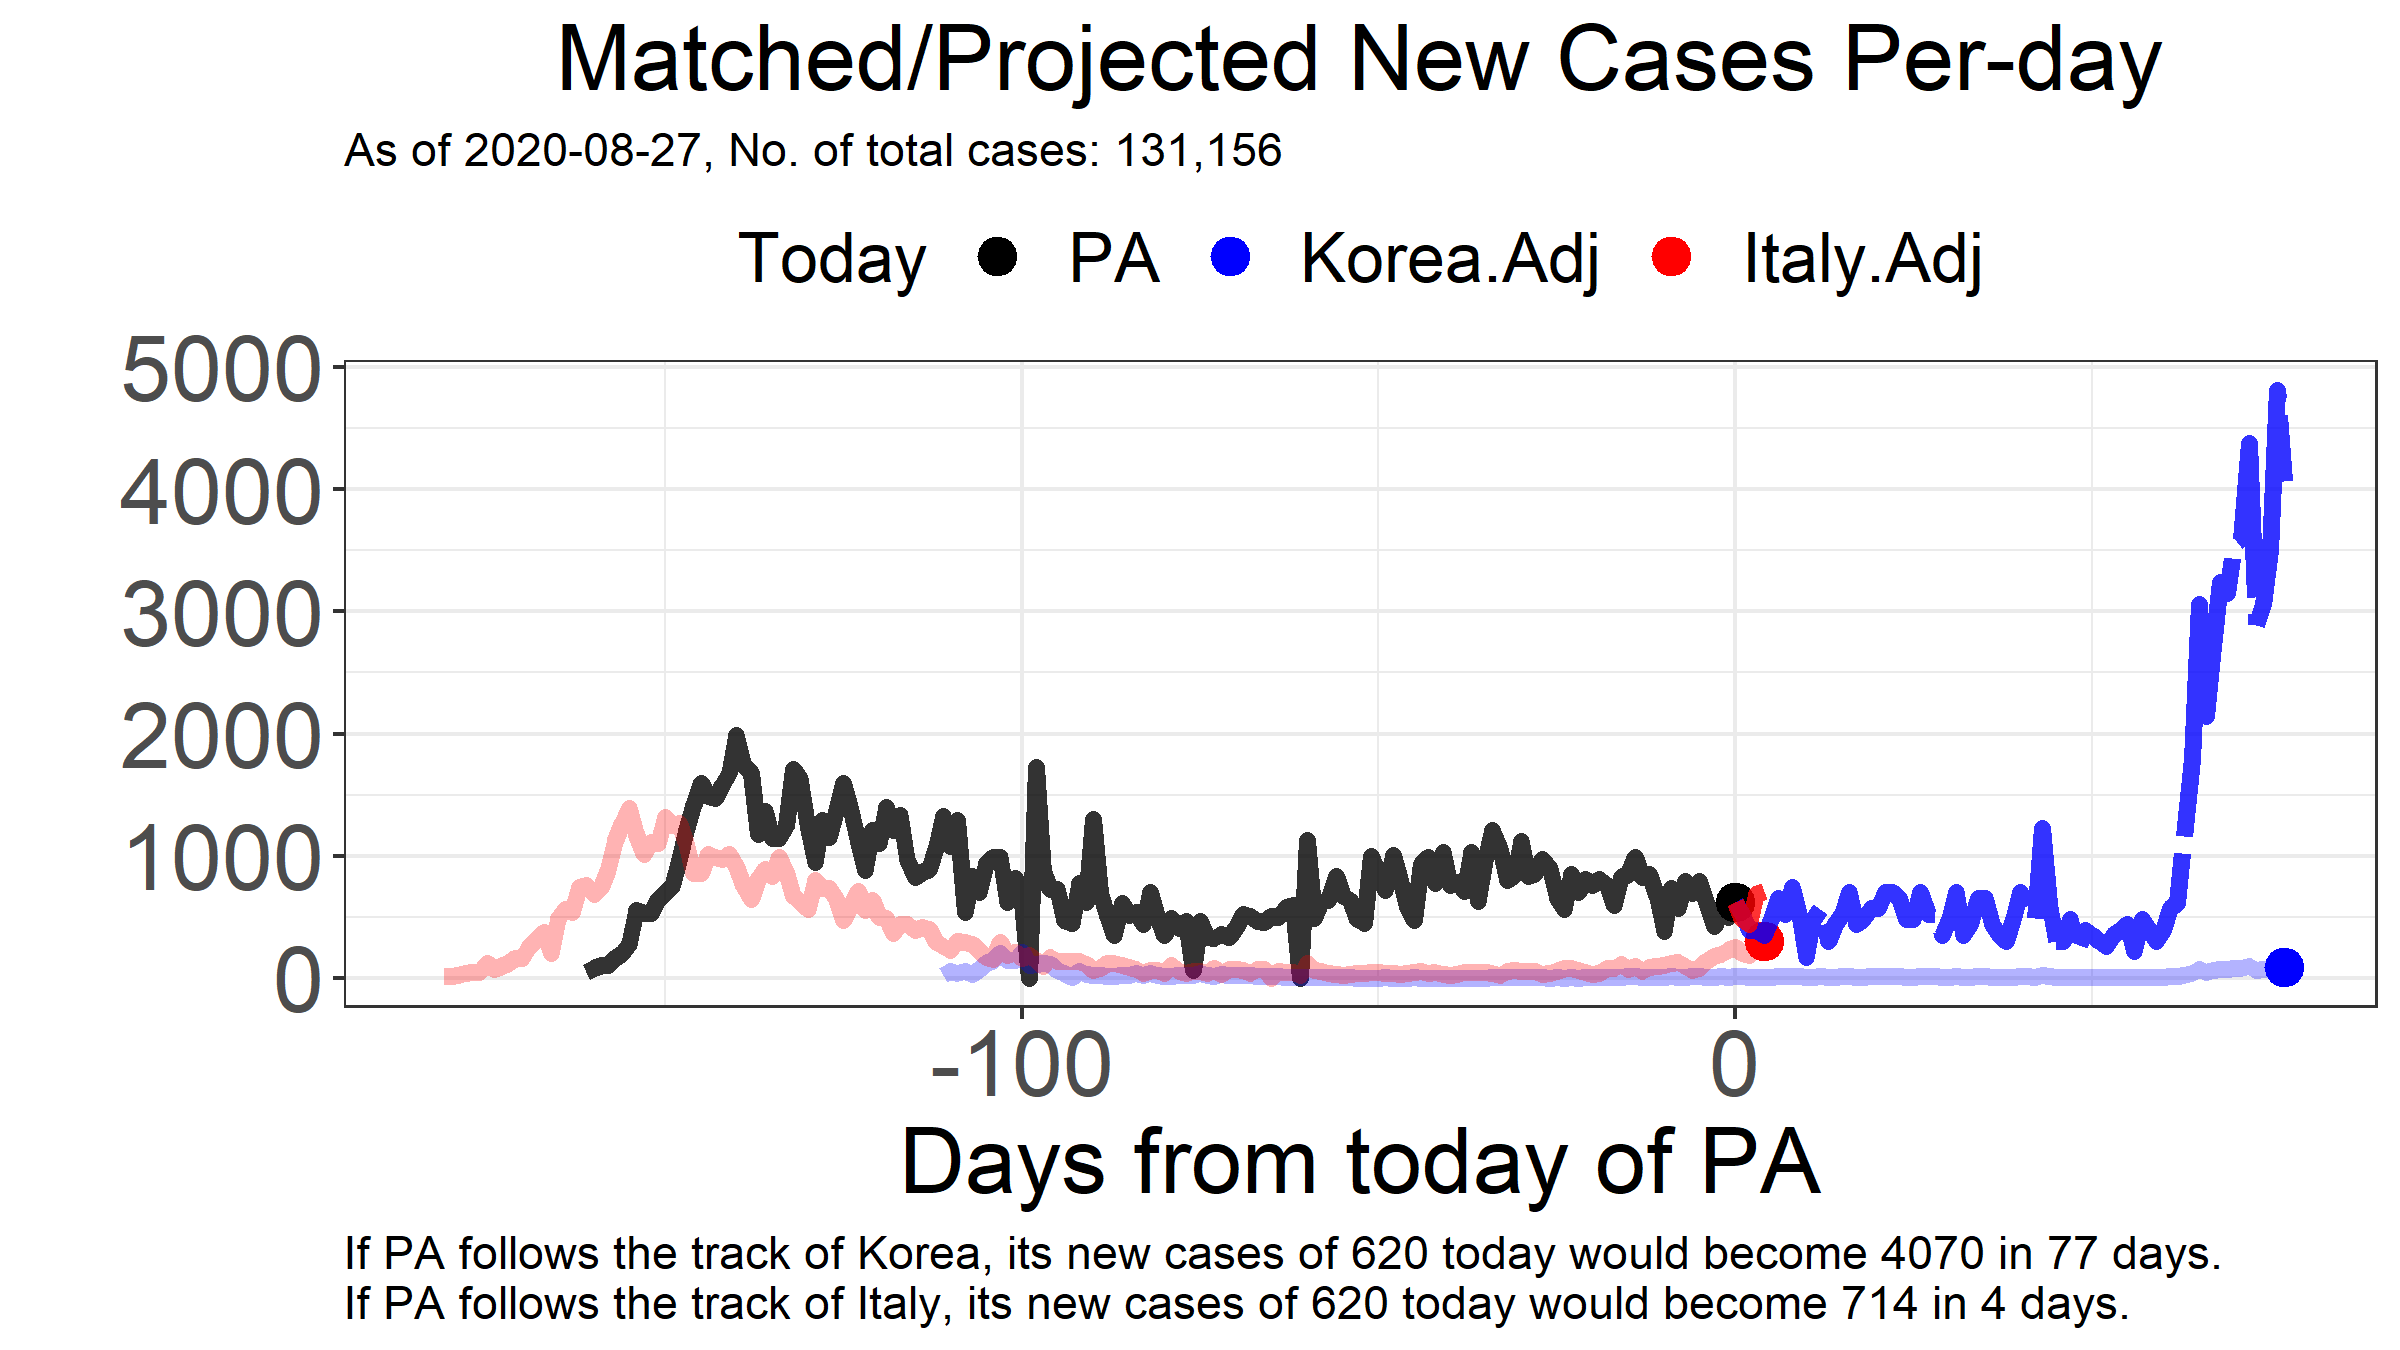 Matched/Projected New Cases Per-day
As of 2020-08-27, No. of total cases: 131,156
Today PA Korea.Adj Italy.Adj
5000
4000
3000
2000
1000
0
-100 0
Days from today of PA
If PA follows the track of Korea, its new cases of 620 today would become 4070 in 77 days.
If PA follows the track of Italy, its new cases of 620 today would become 714 in 4 days.